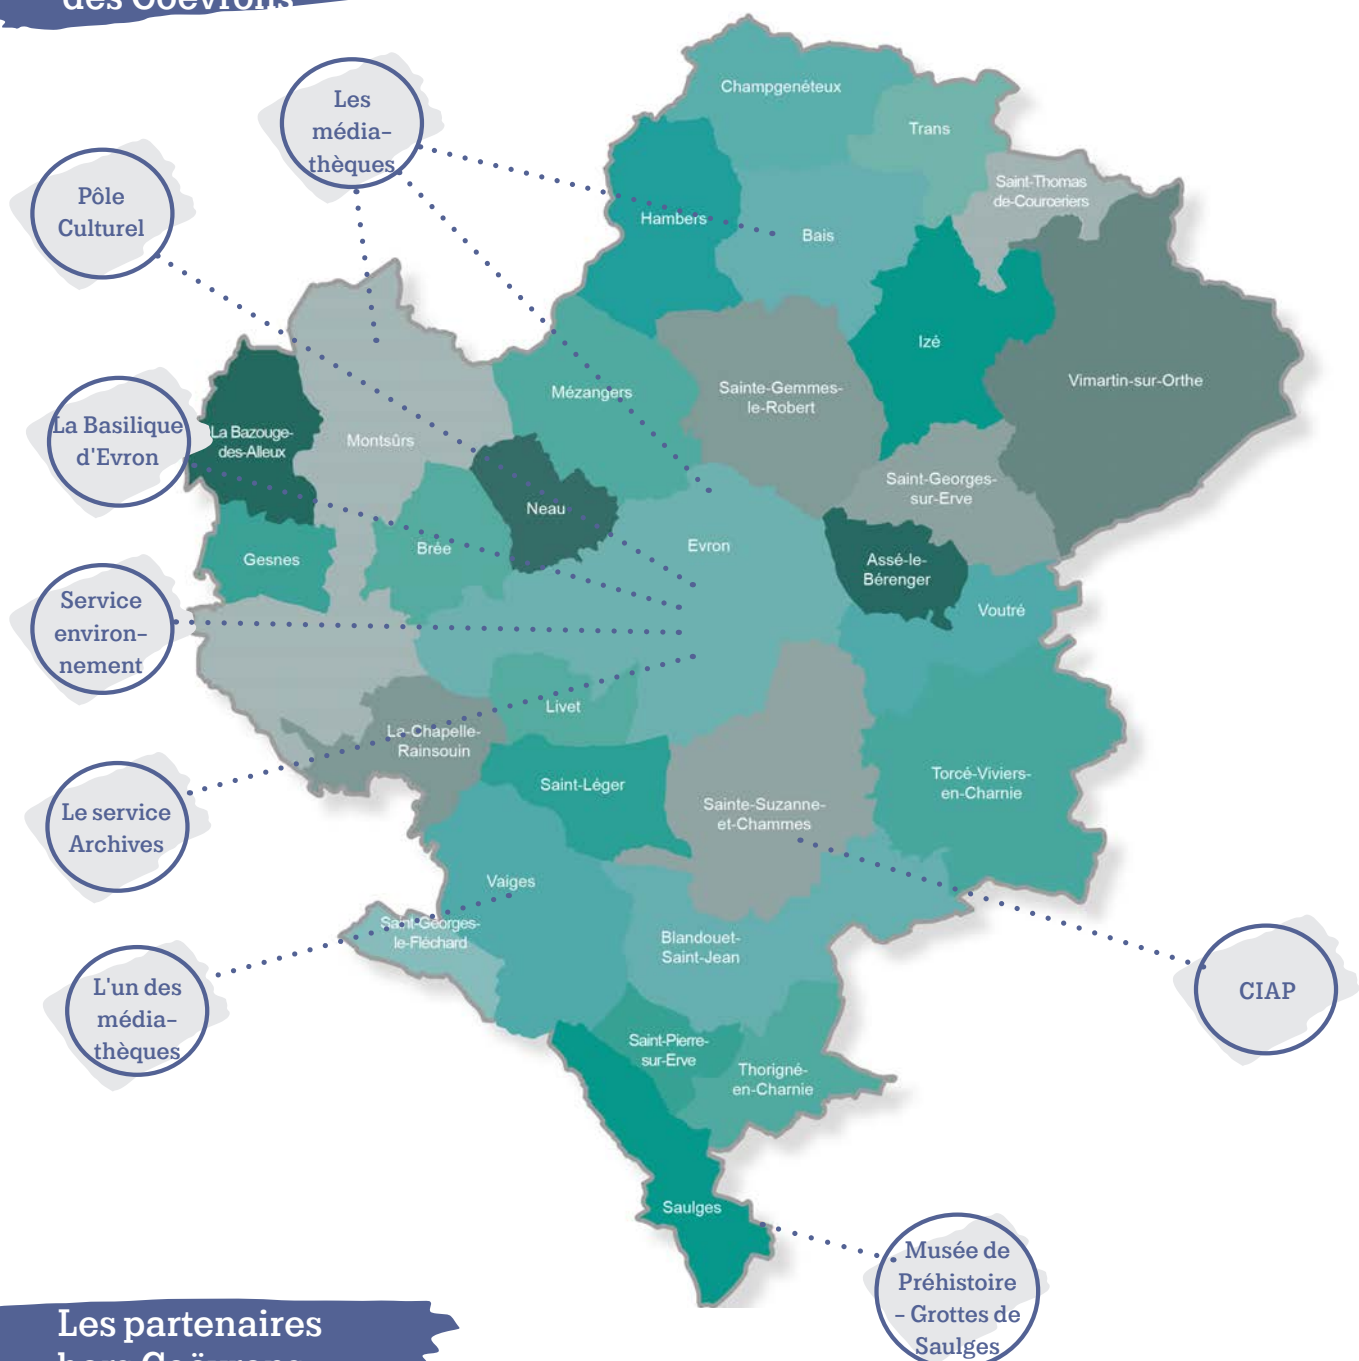 des Coëvrons
Les
média-
thèques
Pôle
Culturel
La Basilique
d'Evron
Service
environ-
nement
Le service
Archives
L'un des
média-
thèques
CIAP
Musée de
Préhistoire
- Grottes de
Saulges
Champgenéteux
Trans
Saint-Thomas
de-Courceriers
Hambers
Bais
Izé
Vimartin-sur-Orthe
Mézangers
Sainte-Gemmes-
le-Robert
La Bazouge-
des-Alleux
Montsûrs
Saint-Georges-
sur-Erve
Neau
Brée
Evron
Gesnes
Assé-le-
Bérenger
Voutré
Livet
La-Chapelle-
Rainsouin
Saint-Léger
Sainte-Suzanne-
et-Chammes
Torcé-Viviers-
en-Charnie
Vaiges
Saint-Georges-
le-Fléchard
Blandouet-
Saint-Jean
Saint-Pierre-
sur-Erve
Thorigné-
en-Charnie
Saulges
Les partenaires
hors Coëvrons